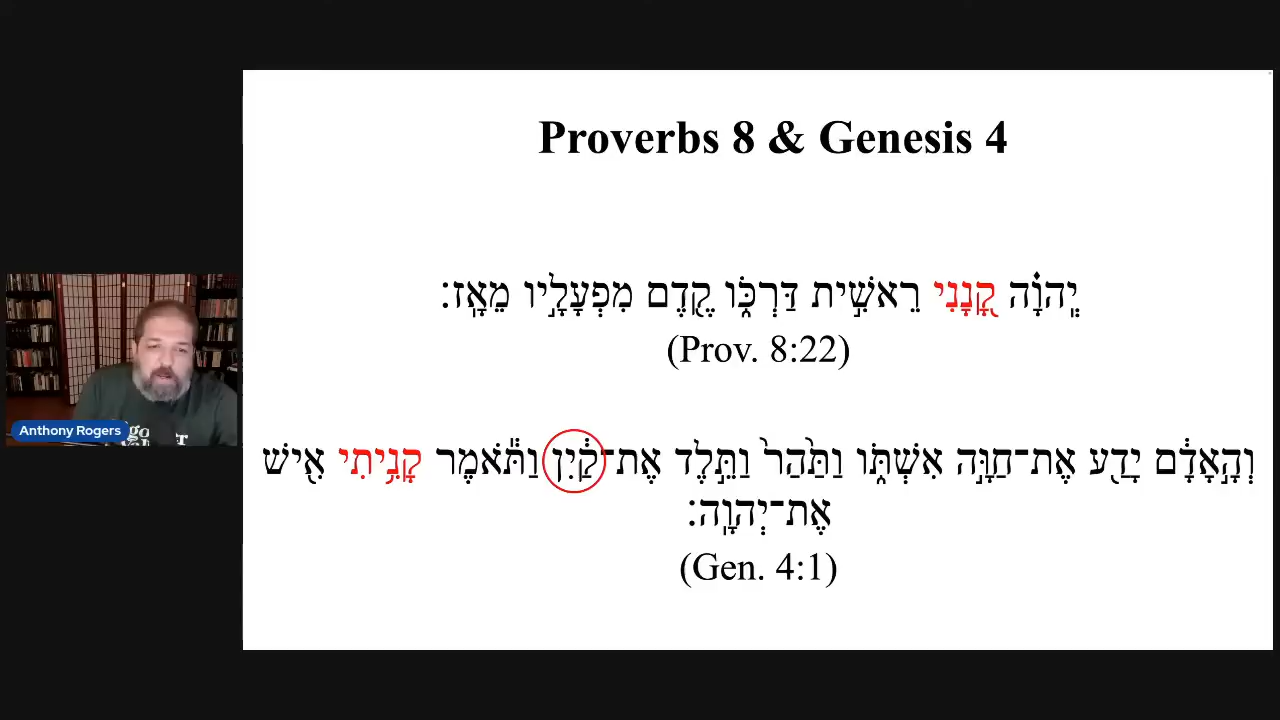 Proverbs 8 & Genesis 4
יְֽהוָ֗ה קָ֭נָנִי רֵאשִׁ֣ית דַּרְכּ֑וֹ קֶ֖דֶם מִפְעָלָ֣יו מֵאָֽז׃
(Prov. 8:22)
וְהָ֣אָדָ֔ם יָדַ֖ע אֶת־חַוָּ֣ה אִשְׁתּ֑וֹ וַתַּ֙הַר֙ וַתֵּ֣לֶד אֶת־קַ֔יִן וַתֹּ֕אמֶר קָנִ֥יתִי אִ֖ישׁ
אֶת־יְהוָֽה׃
(Gen. 4:1)
Anthony Rogers